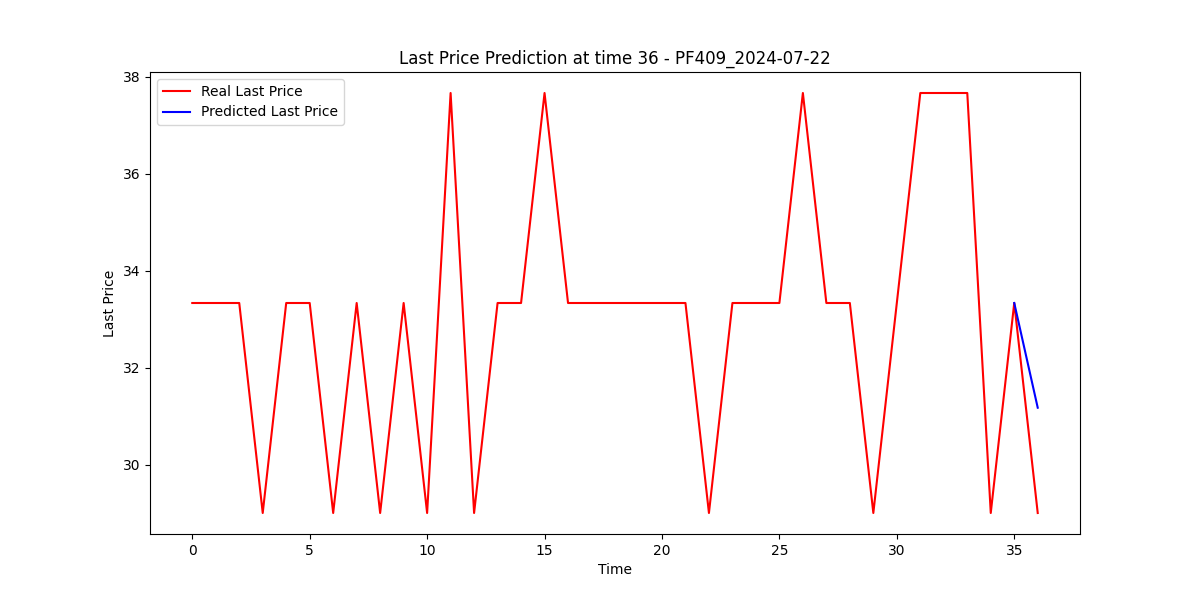 Last Price Prediction at time 36 - PF409_2024-07-22
Real Last Price
Predicted Last Price
Last Price
38
36
34
32
30
0 5 10 15 20 25 30 35
Time